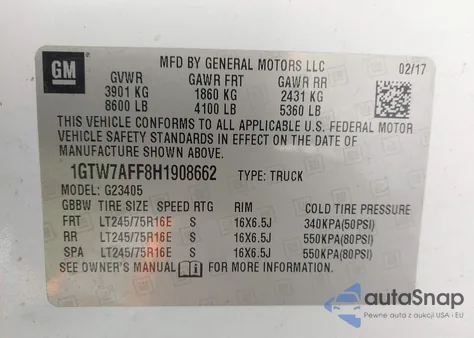 GM
MFD BY GENERAL MOTORS LLC
02/17
GVWR GAWR FRT GAWR RR
3901 KG 1860 KG 2431 KG
8600 LB 4100 LB 5360 LB
THIS VEHICLE CONFORMS TO ALL APPLICABLE U.S. FEDERAL MOTOR
VEHICLE SAFETY STANDARDS IN EFFECT ON THE DATE OF
MANUFACTURE SHOWN ABOVE.
1GTW7AFF8H1908662 TYPE: TRUCK
MODEL: G23405
GBBW TIRE SIZE SPEED RTG RIM COLD TIRE PRESSURE
FRT LT245/75R16E S 16X6.5J 340KPA(50PSI)
RR LT245/75R16E S 16X6.5J 550KPA(80PSI)
SPA LT245/75R16E S 16X6.5J 550KPA(80PSI)
SEE OWNER'S MANUAL FOR MORE INFORMATION.
autoSnap
Pewne auta z aukcji USA i EU